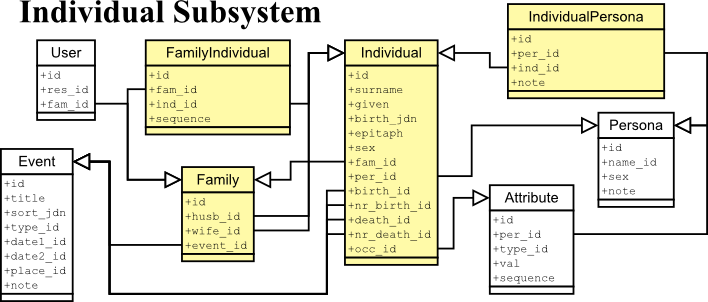 Individual Subsystem
User
+id
+res_id
+fam_id
FamilyIndividual
+id
+fam_id
+ind_id
+sequence
Individual
+id
+surname
+given
+birth_jdn
+epitaph
+sex
+fam_id
+per_id
+birth_id
+nr_birth_id
+death_id
+nr_death_id
+occ_id
IndividualPersona
+id
+per_id
+ind_id
+note
Persona
+id
+name_id
+sex
+note
Event
+id
+title
+sort_jdn
+type_id
+date1_id
+date2_id
+place_id
+note
Family
+id
+husb_id
+wife_id
+event_id
Attribute
+id
+per_id
+type_id
+val
+sequence